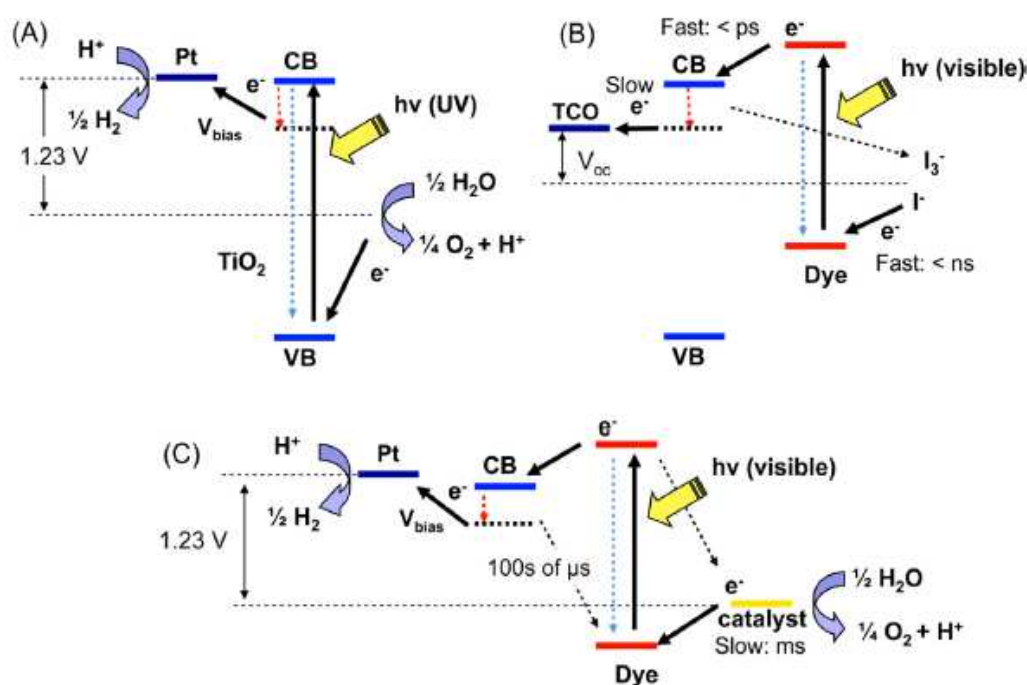 (A)
H⁺
Pt
CB
e⁻
hν (UV)
½ H₂
V_bias
1.23 V
½ H₂O
¼ O₂ + H⁺
TiO₂
e⁻
VB
(B)
Fast: < ps
e⁻
CB
hν (visible)
Slow
TCO
e⁻
V_oc
I₃⁻
I⁻
e⁻
Dye
Fast: < ns
VB
(C)
H⁺
Pt
CB
e⁻
hν (visible)
e⁻
½ H₂
V_bias
1.23 V
100s of µs
e⁻
½ H₂O
catalyst
¼ O₂ + H⁺
Slow: ms
Dye